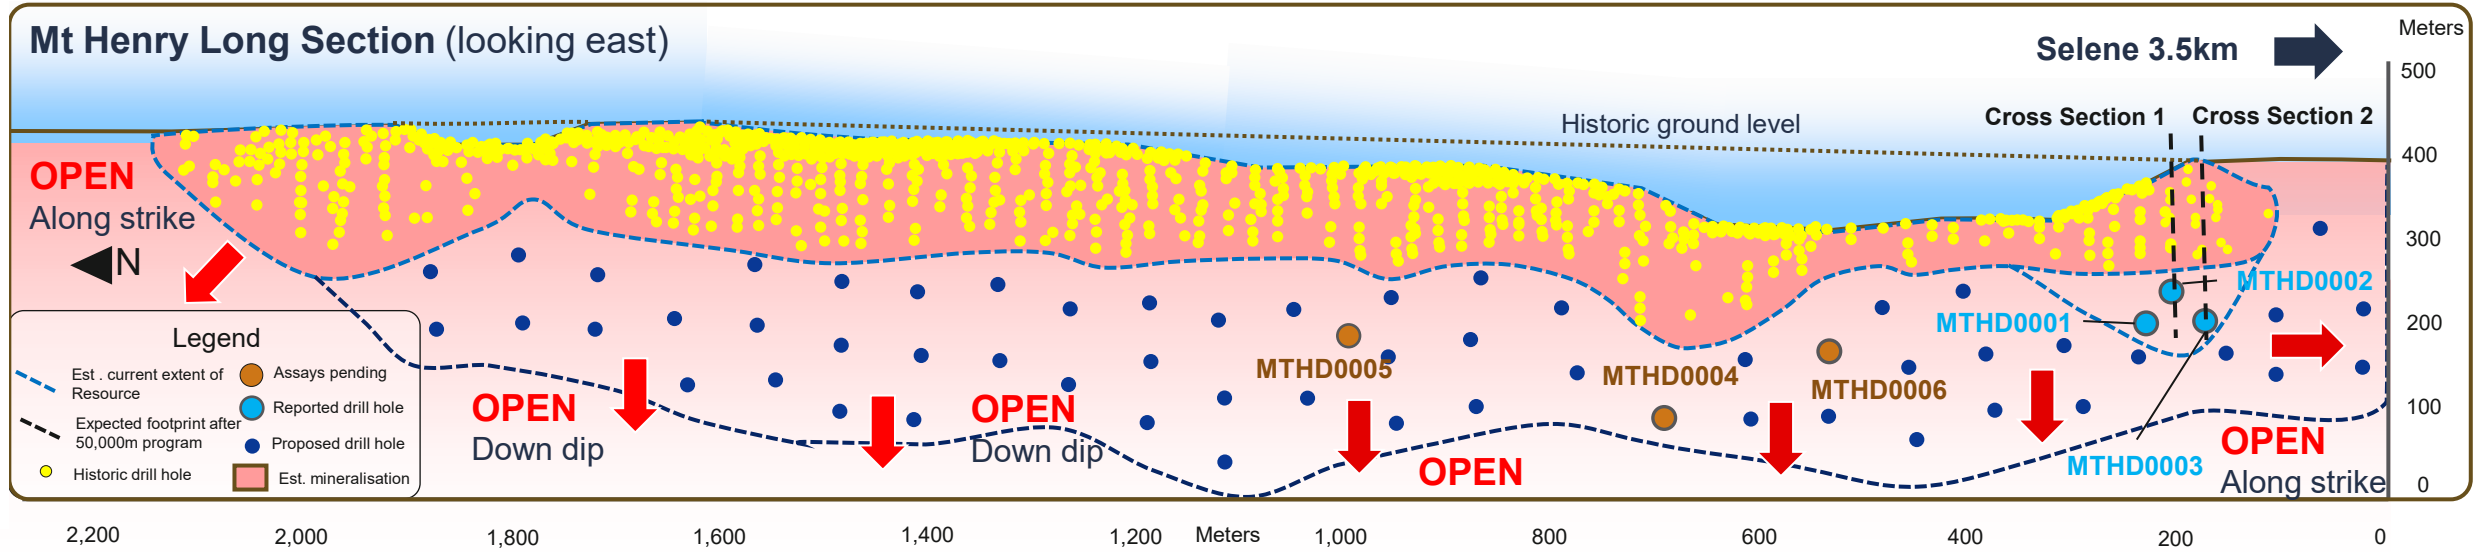 Mt Henry Long Section (looking east)
Selene 3.5km
Meters
500
Cross Section 1
Cross Section 2
Historic ground level
400
OPEN
Along strike
N
300
MTHD0002
MTHD0001
200
MTHD0005
MTHD0004
MTHD0006
100
OPEN
Down dip
OPEN
Down dip
OPEN
MTHD0003
OPEN
Along strike
0
Legend
Est . current extent of
Resource
Assays pending
Reported drill hole
Expected footprint after
50,000m program
Proposed drill hole
Historic drill hole
Est. mineralisation
2,200
2,000
1,800
1,600
1,400
1,200
Meters
1,000
800
600
400
200
0